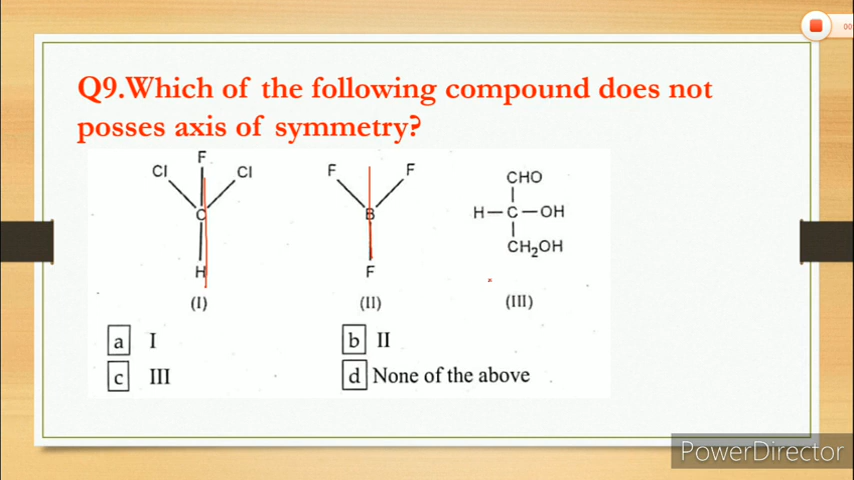 00
Q9.Which of the following compound does not
posses axis of symmetry?
Cl F Cl
C
H
(I)
F F
B
F
(II)
CHO
H-C-OH
CH₂OH
(III)
a I
b II
c III
d None of the above
PowerDirector